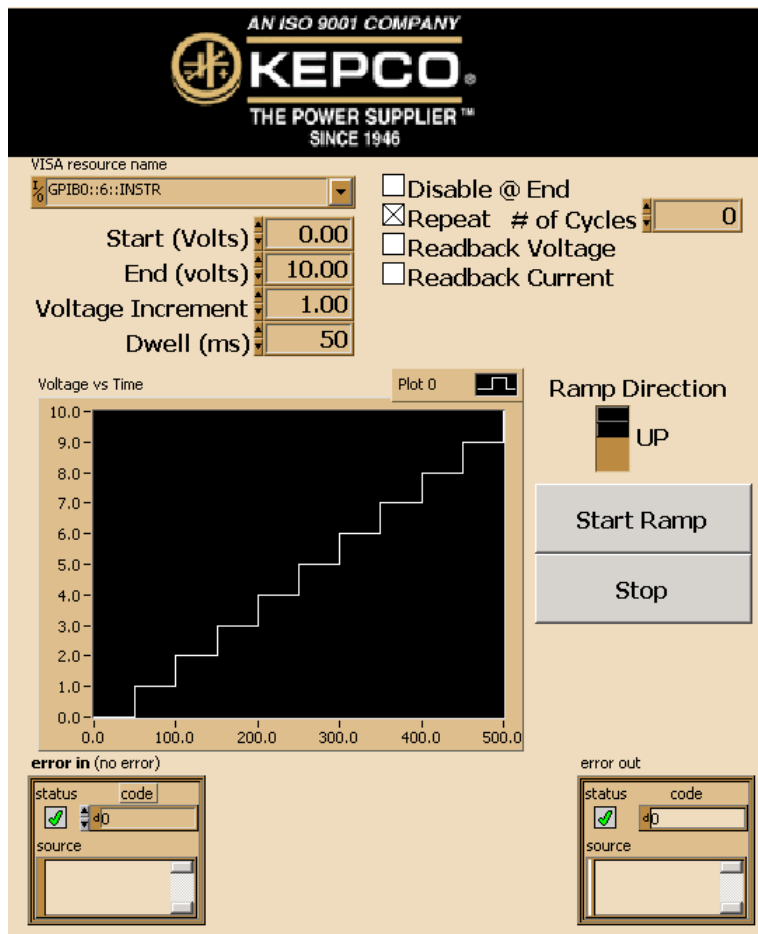 AN ISO 9001 COMPANY
KEPCO®
THE POWER SUPPLIER™
SINCE 1946
VISA resource name
I/O GPIB0::6::INSTR
Disable @ End
Repeat # of Cycles 0
Readback Voltage
Readback Current
Start (Volts) 0.00
End (volts) 10.00
Voltage Increment 1.00
Dwell (ms) 50
Voltage vs Time
Plot 0
10.0
9.0
8.0
7.0
6.0
5.0
4.0
3.0
2.0
1.0
0.0
0.0 100.0 200.0 300.0 400.0 500.0
Ramp Direction
UP
Start Ramp
Stop
error in (no error)
status code
d0
source
error out
status code
d0
source